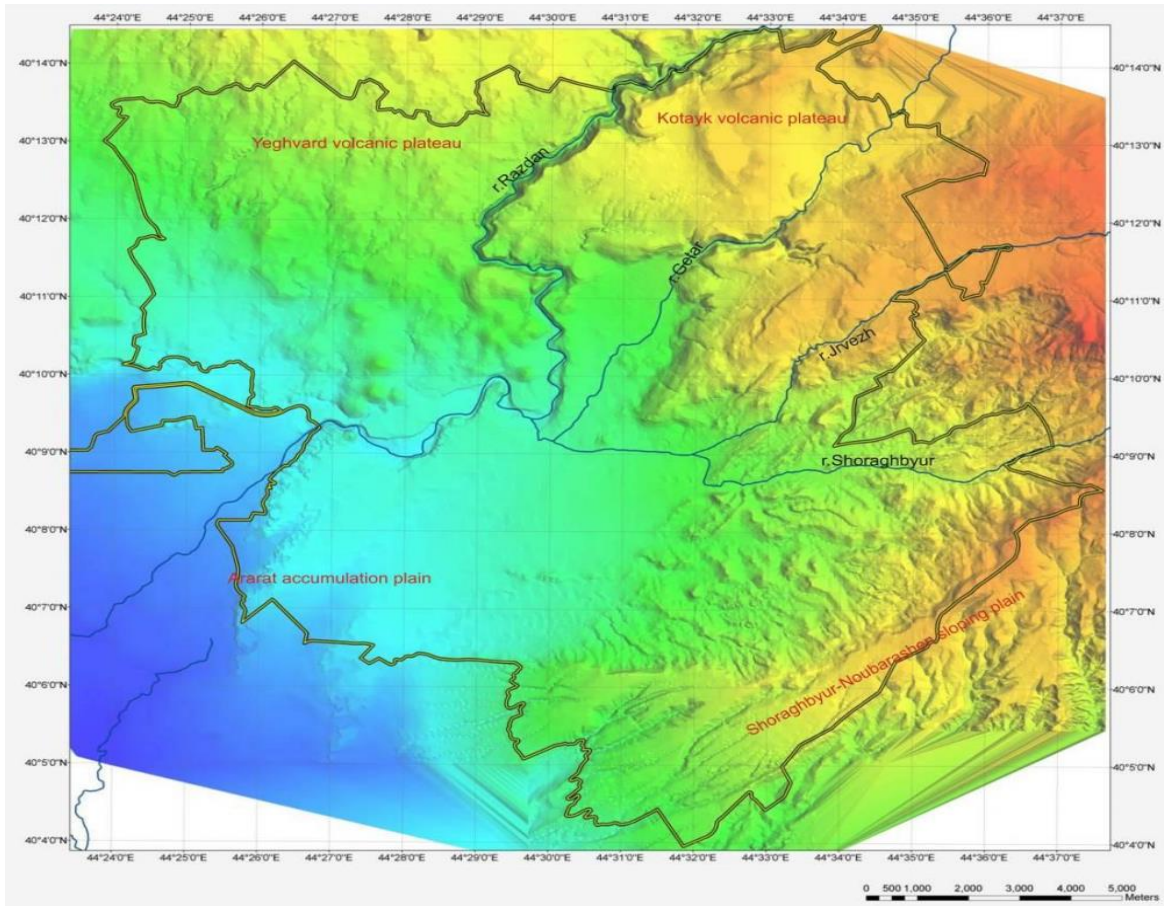 44°24'0"E 44°25'0"E 44°26'0"E 44°27'0"E 44°28'0"E 44°29'0"E 44°30'0"E 44°31'0"E 44°32'0"E 44°33'0"E 44°34'0"E 44°35'0"E 44°36'0"E 44°37'0"E
40°14'0"N 40°14'0"N
Kotayk volcanic plateau
Yeghvard volcanic plateau
40°13'0"N 40°13'0"N
r.Razdan
40°12'0"N 40°12'0"N
r.Getar
40°11'0"N 40°11'0"N
r.Jrvezh
40°10'0"N 40°10'0"N
40°9'0"N 40°9'0"N
r.Shoraghbyur
40°8'0"N 40°8'0"N
Ararat accumulation plain
40°7'0"N 40°7'0"N
Shoraghbyur-Noubarashen sloping plain
40°6'0"N 40°6'0"N
40°5'0"N 40°5'0"N
40°4'0"N 40°4'0"N
44°24'0"E 44°25'0"E 44°26'0"E 44°27'0"E 44°28'0"E 44°29'0"E 44°30'0"E 44°31'0"E 44°32'0"E 44°33'0"E 44°34'0"E 44°35'0"E 44°36'0"E 44°37'0"E
0 500 1,000 2,000 3,000 4,000 5,000
Meters